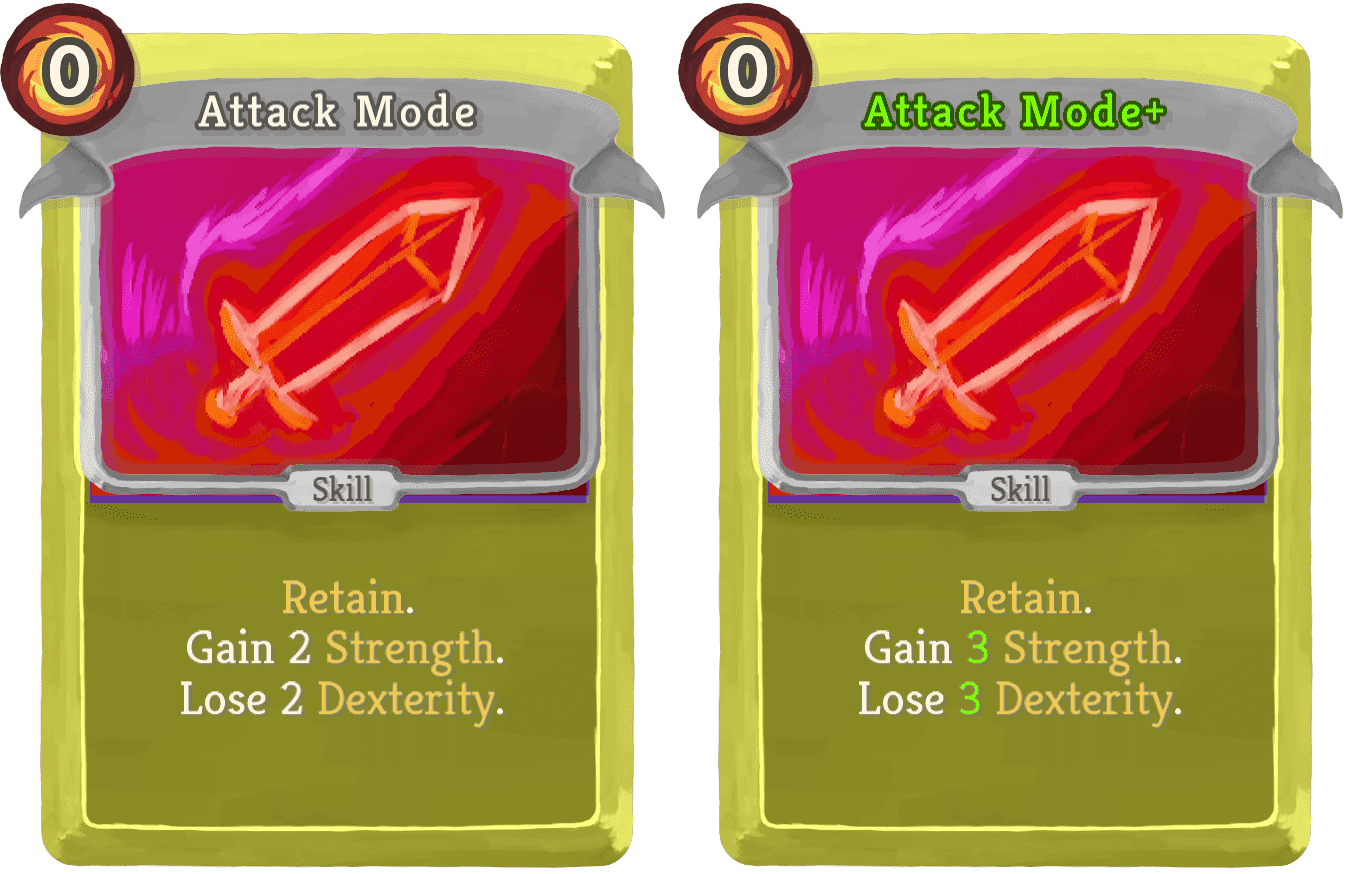 0
Attack Mode
Skill
Retain.
Gain 2 Strength.
Lose 2 Dexterity.
0
Attack Mode+
Skill
Retain.
Gain 3 Strength.
Lose 3 Dexterity.